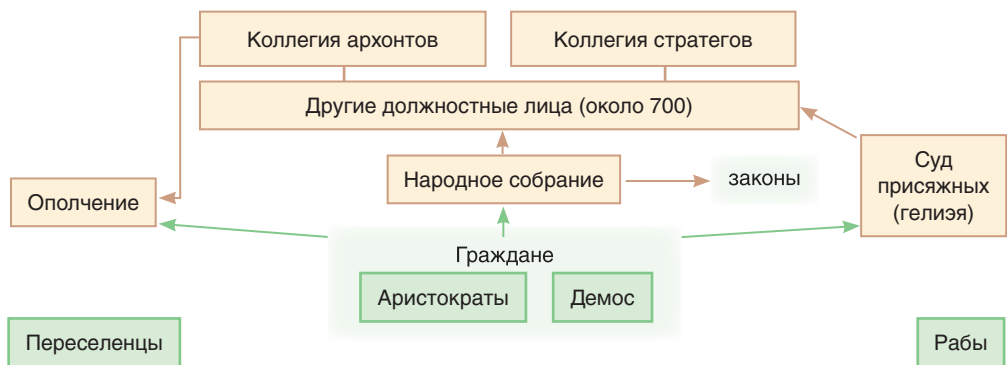 Коллегия архонтов
Коллегия стратегов
Другие должностные лица (около 700)
Народное собрание
законы
Суд
присяжных
(гелиэя)
Ополчение
Граждане
Аристократы
Демос
Переселенцы
Рабы